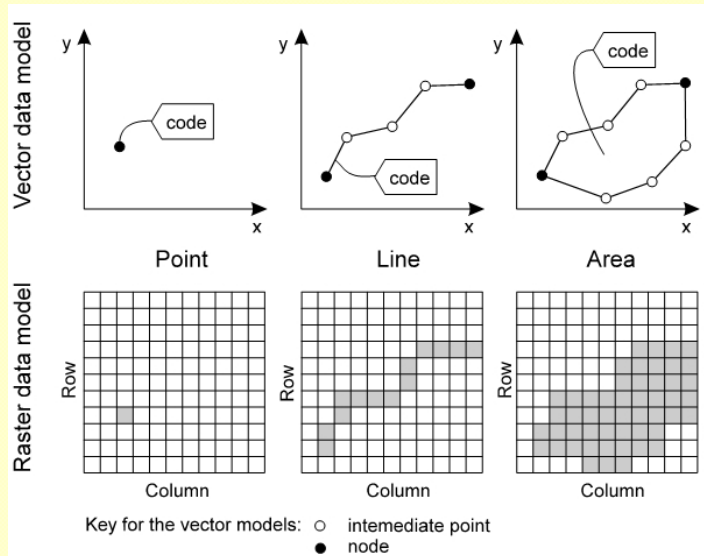 Vector data model
y
code
x
y
code
x
y
code
x
Point
Line
Area
Raster data model
Row
Column
Row
Column
Row
Column
Key for the vector models:
intemediate point
node